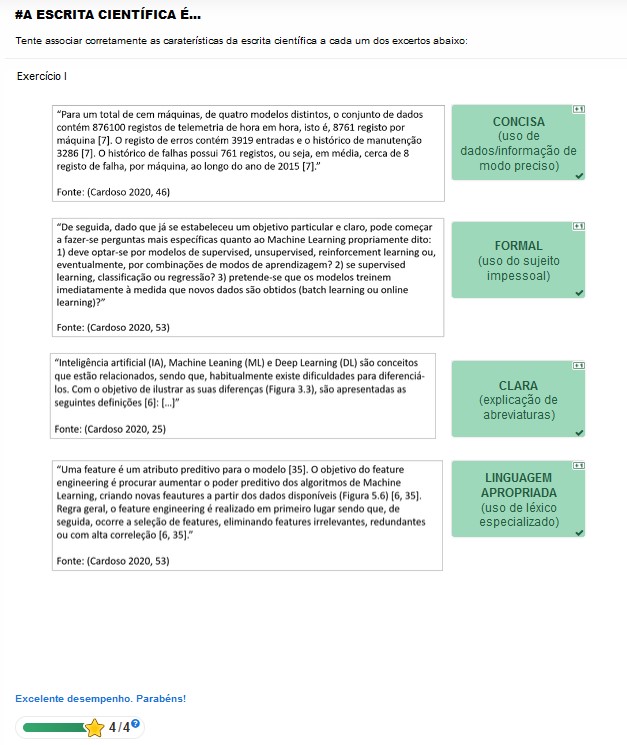 #A ESCRITA CIENTÍFICA É...
Tente associar corretamente as caraterísticas da escrita científica a cada um dos excertos abaixo:
Exercício I
"Para um total de cem máquinas, de quatro modelos distintos, o conjunto de dados
contém 876100 registos de telemetria de hora em hora, isto é, 8761 registo por
máquina [7]. O registo de erros contém 3919 entradas e o histórico de manutenção
3286 [7]. O histórico de falhas possui 761 registos, ou seja, em média, cerca de 8
registo de falha, por máquina, ao longo do ano de 2015 [7]."
Fonte: (Cardoso 2020, 46)
+1
CONCISA
(uso de
dados/informação de
modo preciso)
"De seguida, dado que já se estabeleceu um objetivo particular e claro, pode começar
a fazer-se perguntas mais específicas quanto ao Machine Learning propriamente dito:
1) deve optar-se por modelos de supervised, unsupervised, reinforcement learning ou,
eventualmente, por combinações de modos de aprendizagem? 2) se supervised
learning, classificação ou regressão? 3) pretende-se que os modelos treinem
imediatamente à medida que novos dados são obtidos (batch learning ou online
learning)?"
Fonte: (Cardoso 2020, 53)
+1
FORMAL
(uso do sujeito
impessoal)
"Inteligência artificial (IA), Machine Leaning (ML) e Deep Learning (DL) são conceitos
que estão relacionados, sendo que, habitualmente existe dificuldades para diferenciá-
los. Com o objetivo de ilustrar as suas diferenças (Figura 3.3), são apresentadas as
seguintes definições [6]: [...]"
Fonte: (Cardoso 2020, 25)
+1
CLARA
(explicação de
abreviaturas)
"Uma feature é um atributo preditivo para o modelo [35]. O objetivo do feature
engineering é procurar aumentar o poder preditivo dos algoritmos de Machine
Learning, criando novas feautures a partir dos dados disponíveis (Figura 5.6) [6, 35].
Regra geral, o feature engineering é realizado em primeiro lugar sendo que, de
seguida, ocorre a seleção de features, eliminando features irrelevantes, redundantes
ou com alta correleção [6, 35]."
Fonte: (Cardoso 2020, 53)
+1
LINGUAGEM
APROPRIADA
(uso de léxico
especializado)
Excelente desempenho. Parabéns!
4/4
?